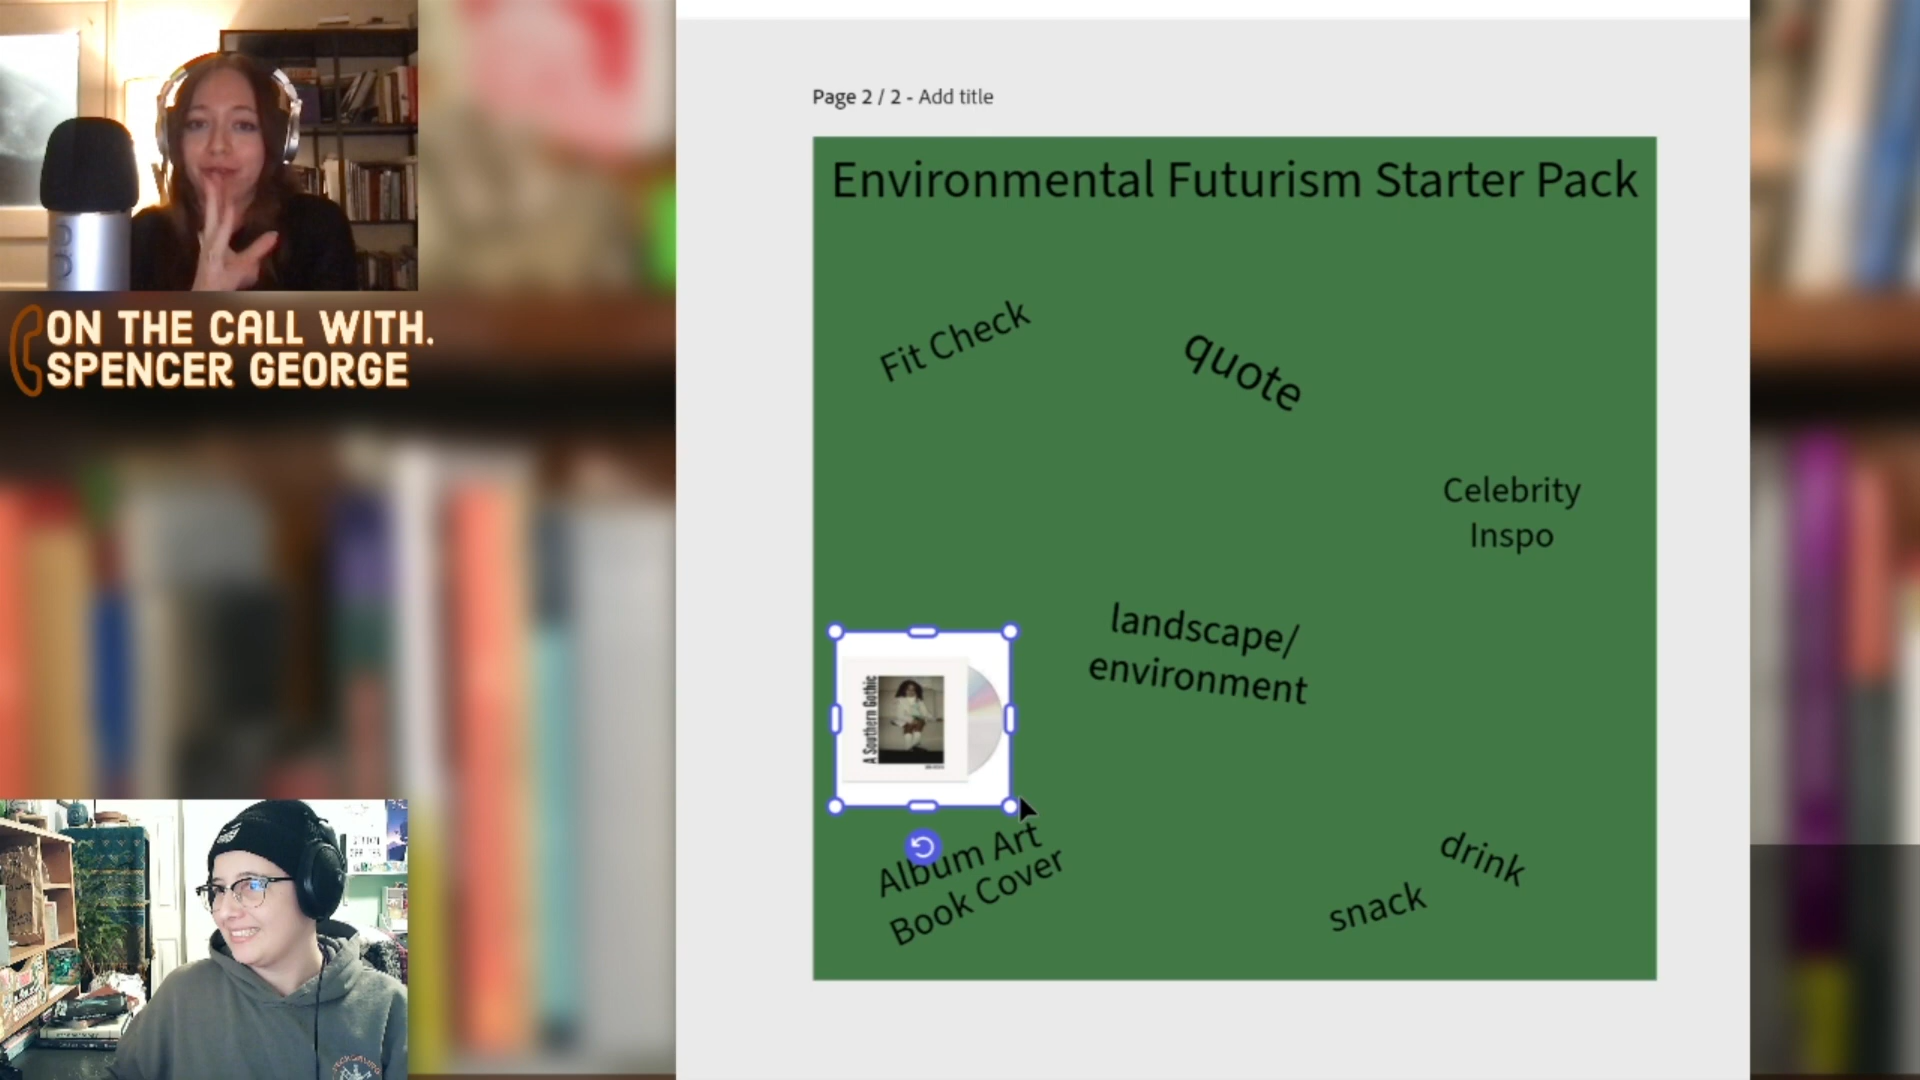 ON THE CALL WITH.
SPENCER GEORGE
Page 2 / 2 - Add title
Environmental Futurism Starter Pack
Fit Check
quote
Celebrity
Inspo
landscape/
environment
A Southern Gothic
Album Art
Book Cover
drink
snack